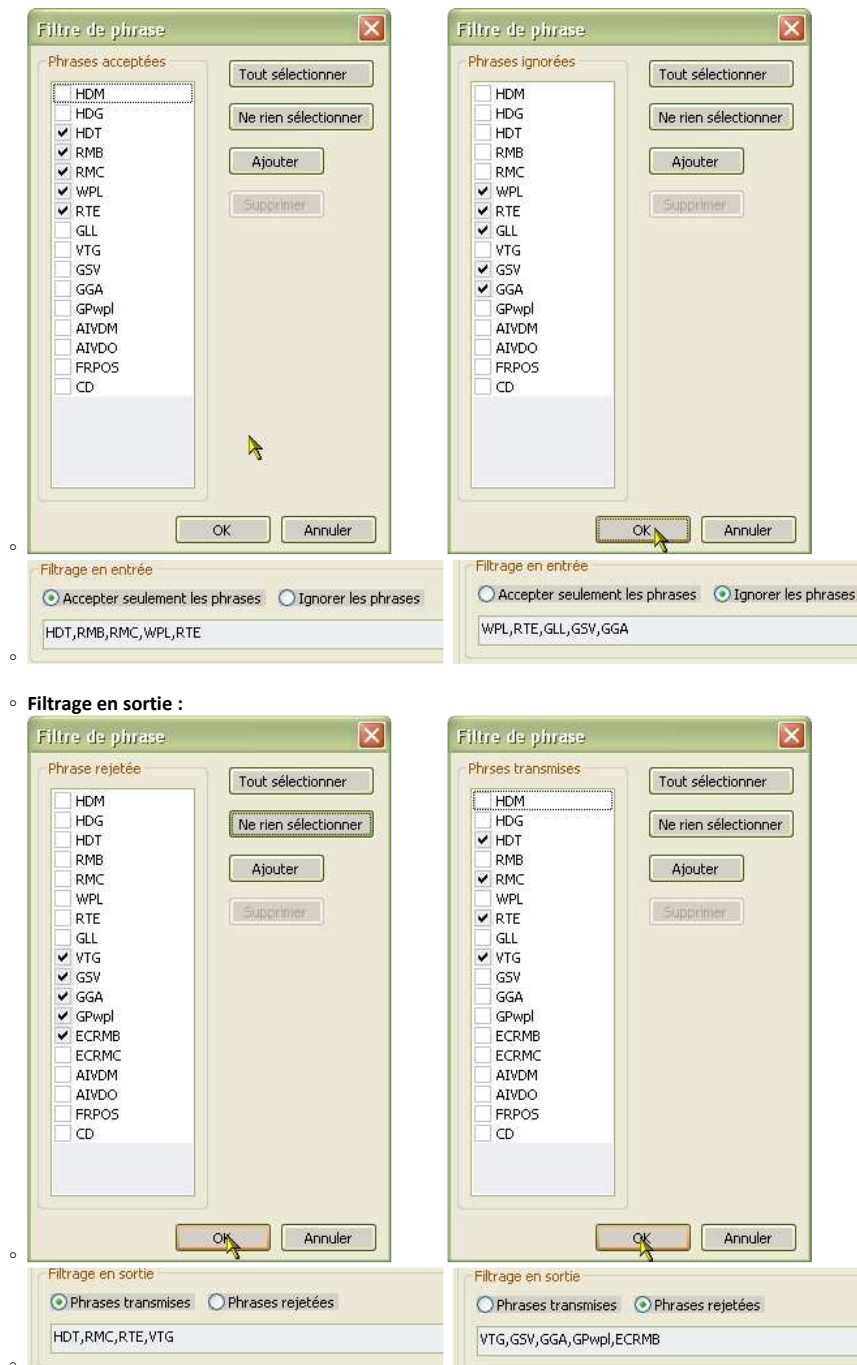 Filtre de phrase
Phrases acceptées
HDM
HDG
HDT
RMB
RMC
WPL
RTE
GLL
VTG
GSV
GGA
GPwpl
AIVDM
AIVDO
FRPOS
CD
Tout sélectionner
Ne rien sélectionner
Ajouter
Supprimer
OK Annuler
Filtre de phrase
Phrases ignorées
HDM
HDG
HDT
RMB
RMC
WPL
RTE
GLL
VTG
GSV
GGA
GPwpl
AIVDM
AIVDO
FRPOS
CD
Tout sélectionner
Ne rien sélectionner
Ajouter
Supprimer
OK Annuler
Filtrage en entrée
Accepter seulement les phrases Ignorer les phrases
HDT,RMB,RMC,WPL,RTE
Filtrage en entrée
Accepter seulement les phrases Ignorer les phrases
WPL,RTE,GLL,GSV,GGA
Filtrage en sortie :
Filtre de phrase
Phrase rejetée
HDM
HDG
HDT
RMB
RMC
WPL
RTE
GLL
VTG
GSV
GGA
GPwpl
ECRMB
ECRMC
AIVDM
AIVDO
FRPOS
CD
Tout sélectionner
Ne rien sélectionner
Ajouter
Supprimer
OK Annuler
Filtre de phrase
Phrses transmises
HDM
HDG
HDT
RMB
RMC
WPL
RTE
GLL
VTG
GSV
GGA
GPwpl
ECRMB
ECRMC
AIVDM
AIVDO
FRPOS
CD
Tout sélectionner
Ne rien sélectionner
Ajouter
Supprimer
OK Annuler
Filtrage en sortie
Phrases transmises Phrases rejetées
HDT,RMC,RTE,VTG
Filtrage en sortie
Phrases transmises Phrases rejetées
VTG,GSV,GGA,GPwpl,ECRMB